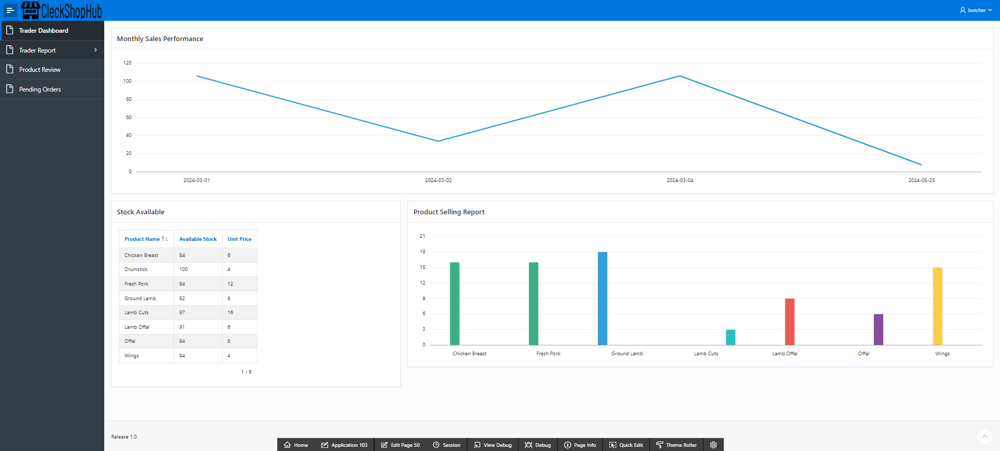 CleckShopHub
butcher
Trader Dashboard
Trader Report
Product Review
Pending Orders
Monthly Sales Performance
120
100
80
60
40
20
0
2024-03-01 2024-03-02 2024-03-04 2024-05-25
Stock Available
Product Name Available Stock Unit Price
Chicken Breast 84 6
Drumstick 100 4
Fresh Pork 84 12
Ground Lamb 82 6
Lamb Cuts 97 16
Lamb Offal 91 6
Offal 94 8
Wings 84 4
1 - 8
Product Selling Report
21
18
15
12
9
6
3
0
Chicken Breast Fresh Pork Ground Lamb Lamb Cuts Lamb Offal Offal Wings
Release 1.0
Home Application 103 Edit Page 50 Session View Debug Debug Page Info Quick Edit Theme Roller